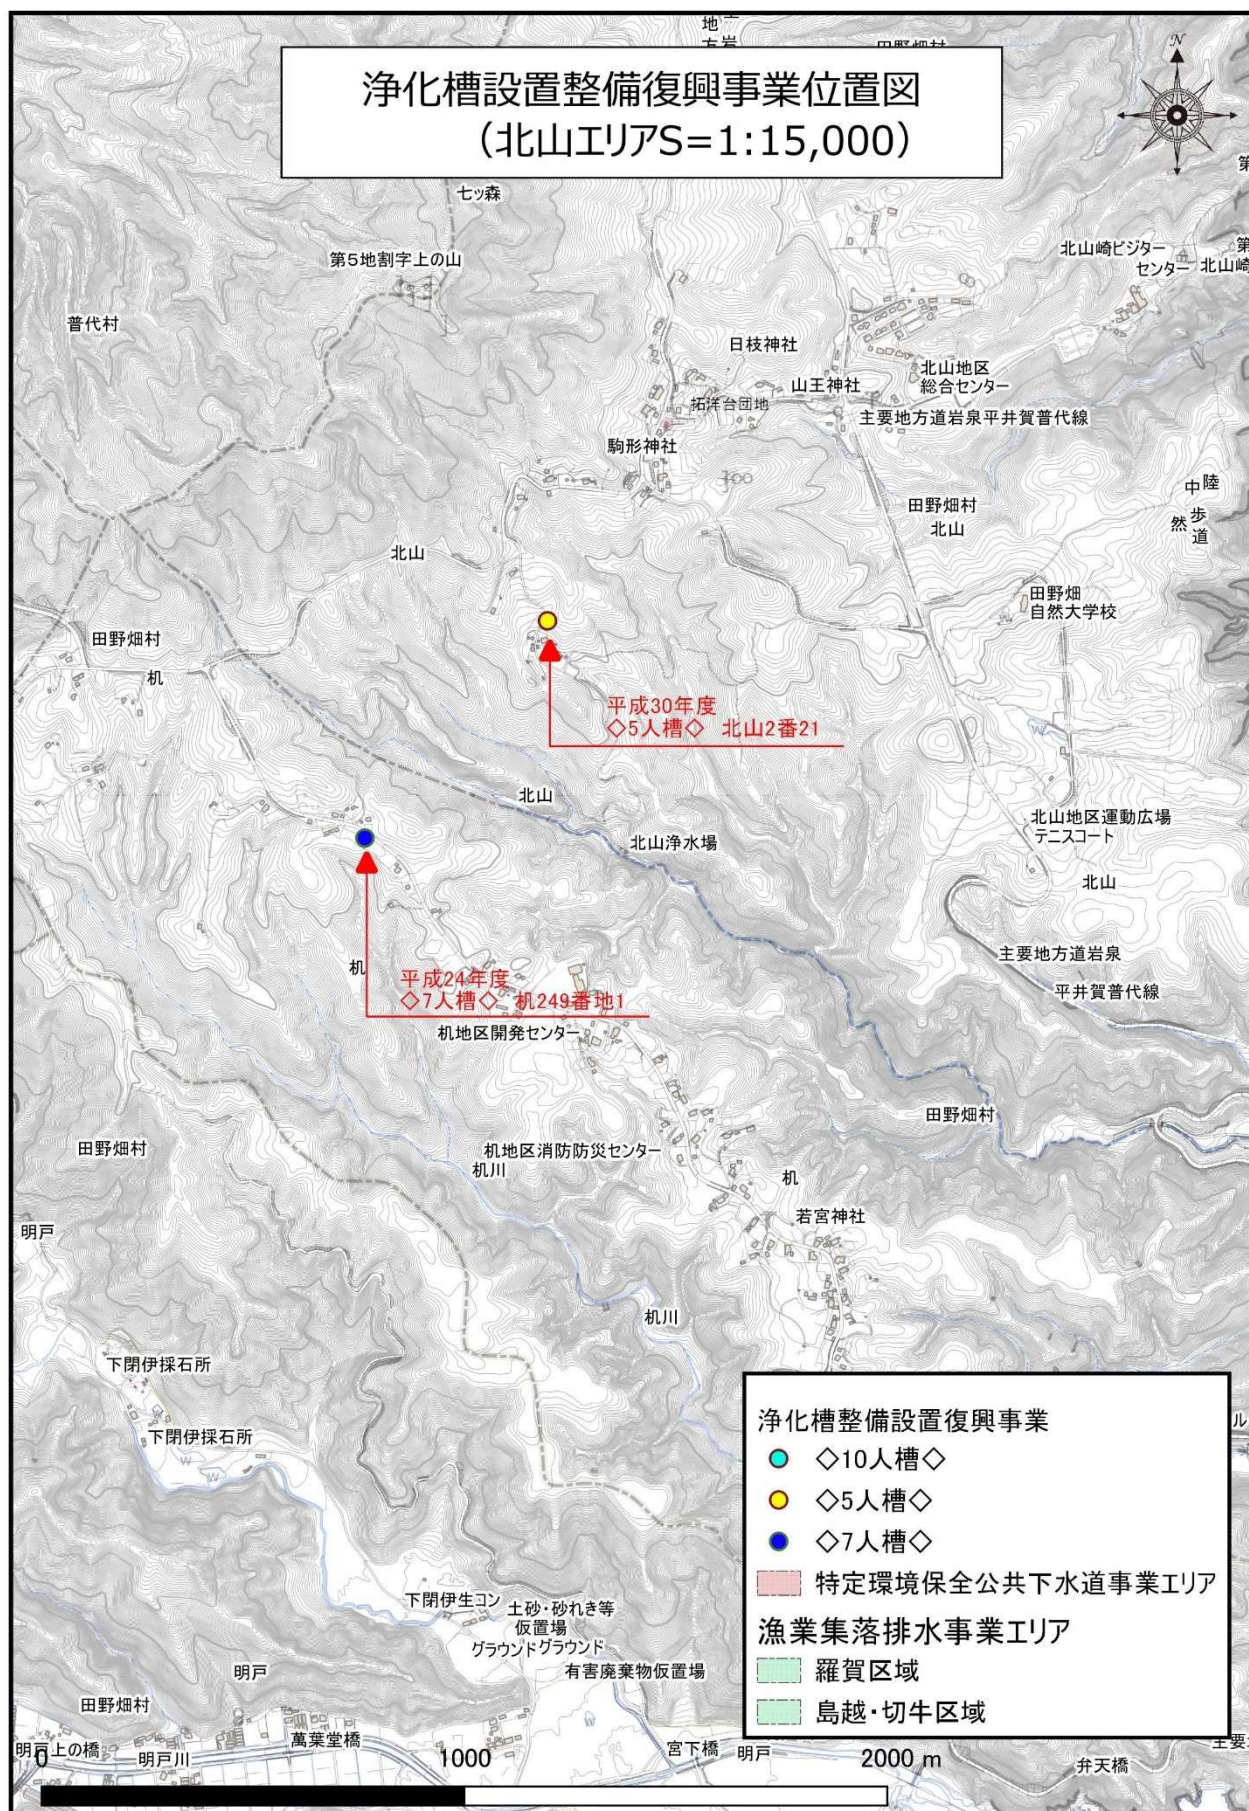 浄化槽設置整備復興事業位置図
（北山エリアS=1:15,000）
N
田野畑村
七ッ森
第5地割字上の山
普代村
北山崎ビジター
センター
北山崎
日枝神社
北山地区
総合センター
山王神社
拓洋台団地
主要地方道岩泉平井賀普代線
駒形神社
田野畑村
北山
陸
中
歩
然
道
北山
田野畑
自然大学校
田野畑村
机
平成30年度
◇5人槽◇ 北山2番21
北山
北山浄水場
北山地区運動広場
テニスコート
北山
主要地方道岩泉
平井賀普代線
机
平成24年度
◇7人槽◇ 机249番地1
机地区開発センター
田野畑村
田野畑村
机地区消防防災センター
机川
机
若宮神社
明戸
机川
下閉伊採石所
下閉伊採石所
浄化槽整備設置復興事業
◇10人槽◇
◇5人槽◇
◇7人槽◇
特定環境保全公共下水道事業エリア
漁業集落排水事業エリア
羅賀区域
島越・切牛区域
ル
下閉伊生コン
土砂・砂れき等
仮置場
グラウンドグラウンド
有害廃棄物仮置場
明戸
田野畑村
明戸上の橋
明戸川
萬葉堂橋
宮下橋
明戸
弁天橋
主要
0
1000
2000 m